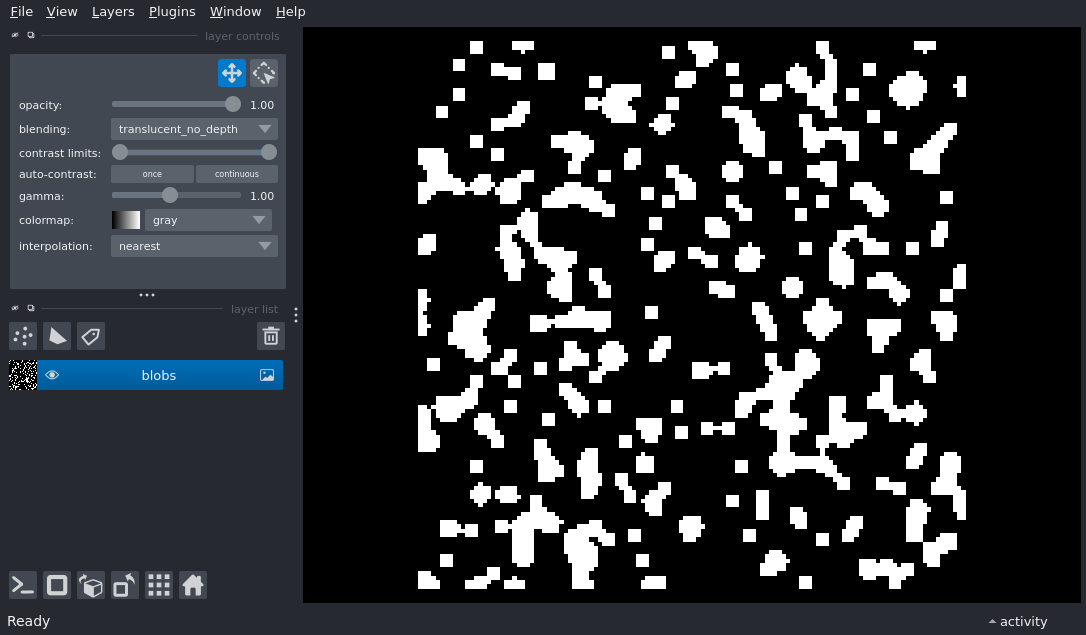 File View Layers Plugins Window Help
layer controls
opacity: 1.00
blending: translucent_no_depth
contrast limits:
auto-contrast: once continuous
gamma: 1.00
colormap: gray
interpolation: nearest
layer list
blobs
Ready activity